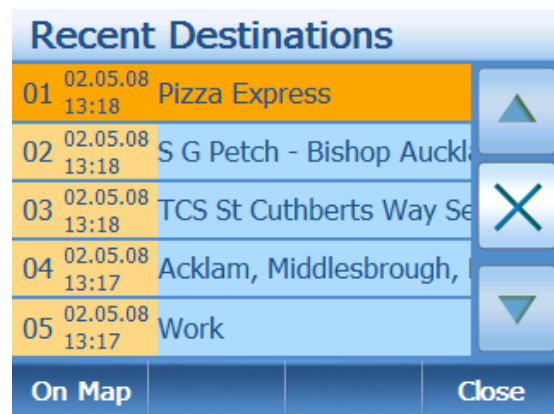 Recent Destinations
01 02.05.08 13:18 Pizza Express
02 02.05.08 13:18 S G Petch - Bishop
03 02.05.08 13:18 TCS St Cuthberts Way
04 02.05.08 13:17 Acklam, Middlesbrough,
05 02.05.08 13:17 Work
On Map Close